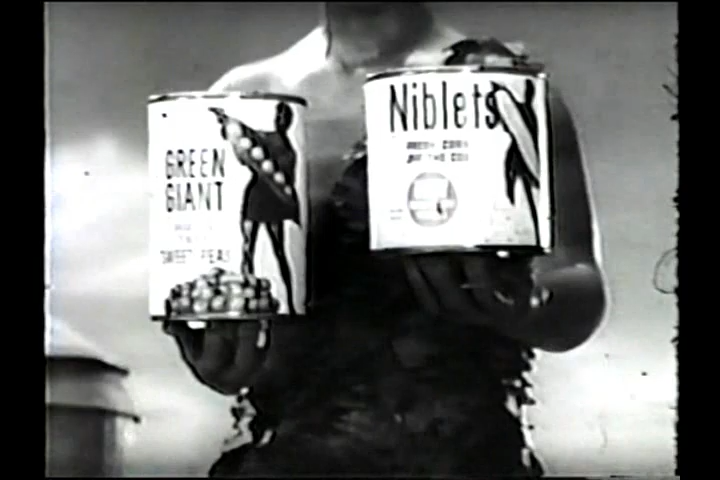 GREEN
GIANT
SWEET PEAS
Niblets
FRESH CORN
OFF THE COB